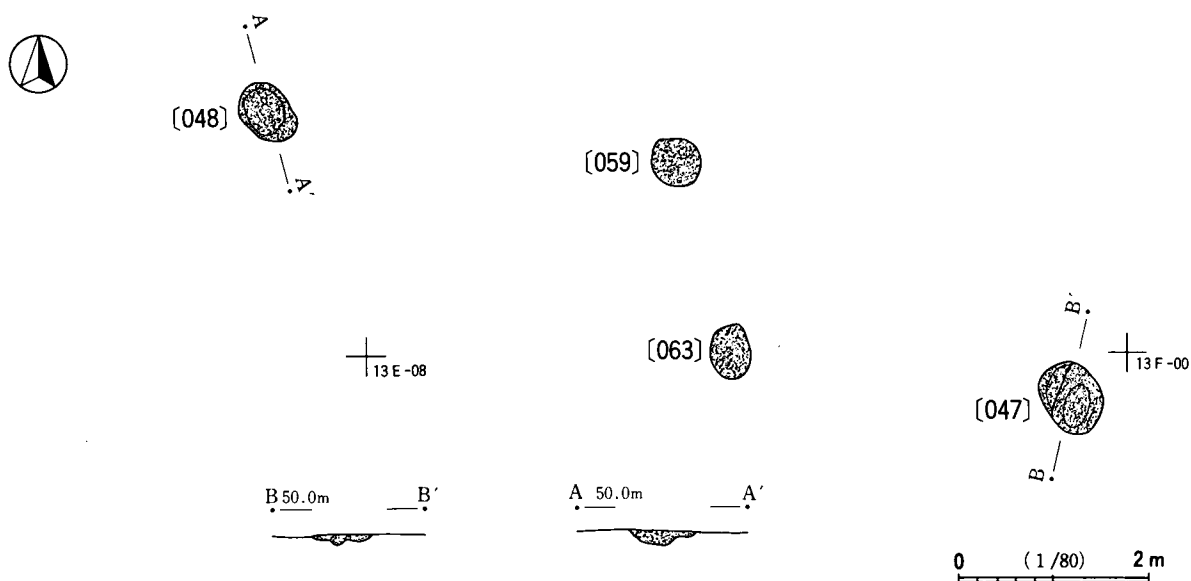 A
〔048〕
A′
〔059〕
B′
〔063〕
13E-08
13F-00
〔047〕
B
B 50.0m B′
A 50.0m A′
0 (1/80) 2m